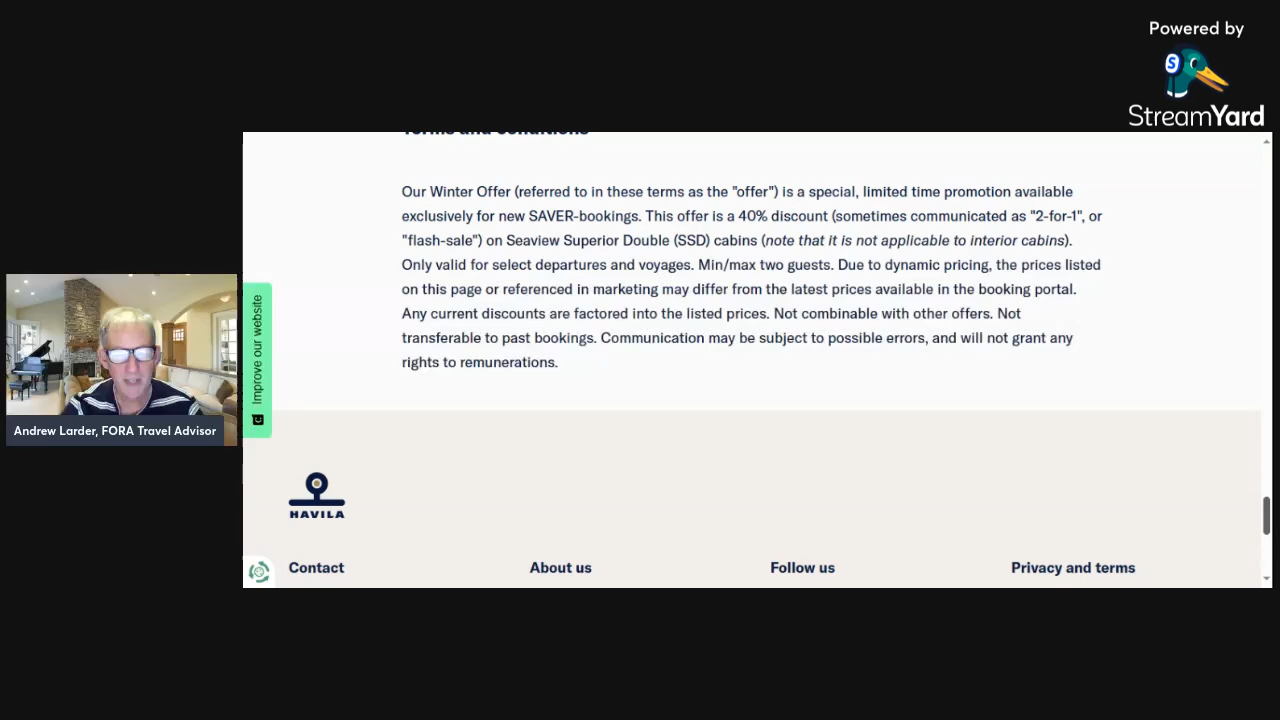 Powered by
StreamYard
Terms and conditions
Our Winter Offer (referred to in these terms as the "offer") is a special, limited time promotion available
exclusively for new SAVER-bookings. This offer is a 40% discount (sometimes communicated as "2-for-1", or
"flash-sale") on Seaview Superior Double (SSD) cabins (note that it is not applicable to interior cabins).
Only valid for select departures and voyages. Min/max two guests. Due to dynamic pricing, the prices listed
on this page or referenced in marketing may differ from the latest prices available in the booking portal.
Any current discounts are factored into the listed prices. Not combinable with other offers. Not
transferable to past bookings. Communication may be subject to possible errors, and will not grant any
rights to remunerations.
Improve our website
Andrew Larder, FORA Travel Advisor
HAVILA
Contact
About us
Follow us
Privacy and terms